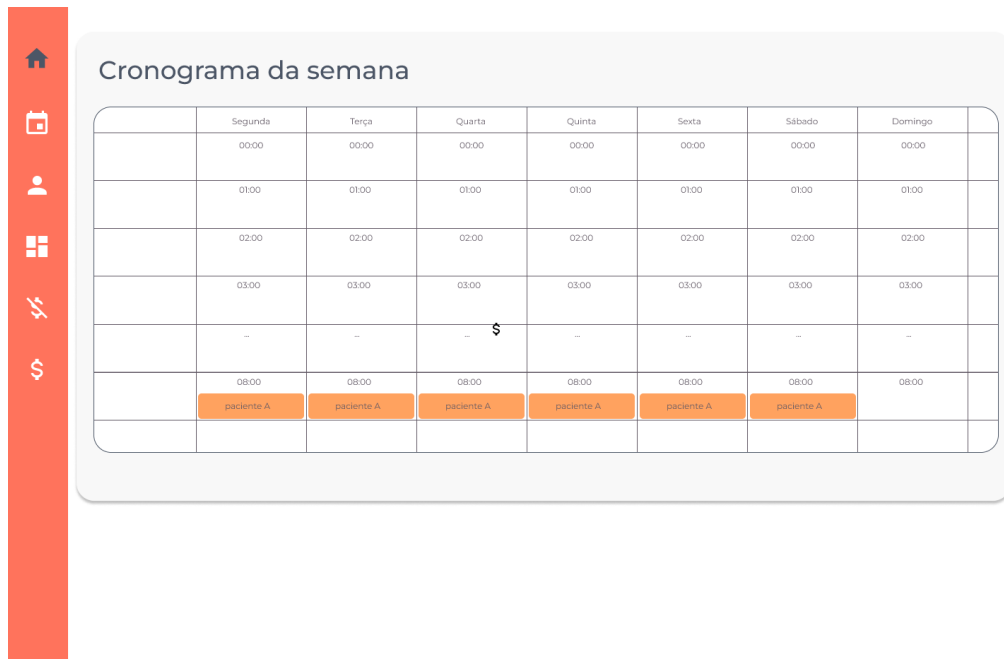 Cronograma da semana
Segunda Terça Quarta Quinta Sexta Sábado Domingo
00:00 00:00 00:00 00:00 00:00 00:00 00:00
01:00 01:00 01:00 01:00 01:00 01:00 01:00
02:00 02:00 02:00 02:00 02:00 02:00 02:00
03:00 03:00 03:00 03:00 03:00 03:00 03:00
$
... ... ... ... ... ... ...
08:00 08:00 08:00 08:00 08:00 08:00 08:00
paciente A paciente A paciente A paciente A paciente A paciente A